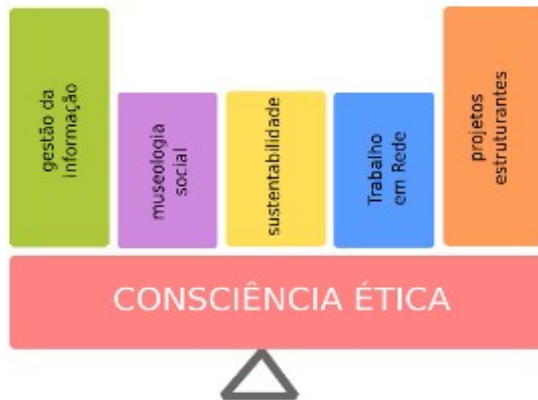 gestão da
informação
museologia
social
sustentabilidade
Trabalho
em Rede
projetos
estruturantes
CONSCIÊNCIA ÉTICA